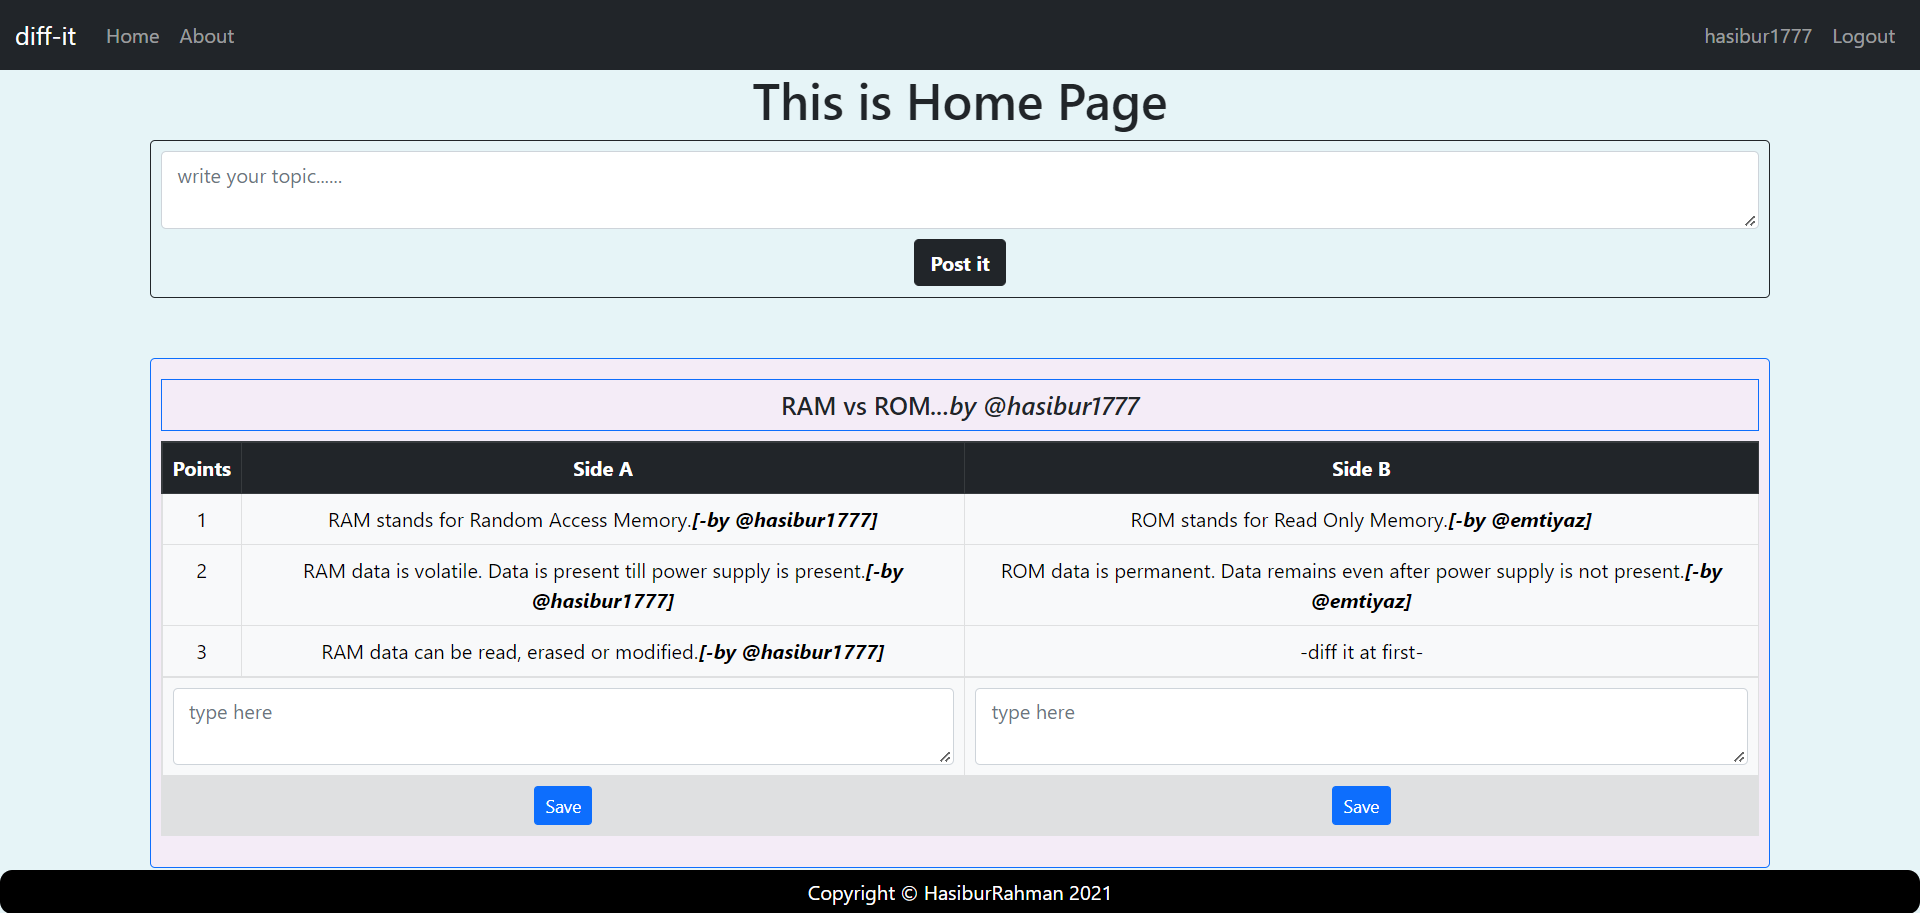 diff-it Home About hasibur1777 Logout
This is Home Page
write your topic......
Post it
RAM vs ROM...by @hasibur1777
Points Side A Side B
1 RAM stands for Random Access Memory.[-by @hasibur1777] ROM stands for Read Only Memory.[-by @emtiyaz]
2 RAM data is volatile. Data is present till power supply is present.[-by ROM data is permanent. Data remains even after power supply is not present.[-by
@hasibur1777] @emtiyaz]
3 RAM data can be read, erased or modified.[-by @hasibur1777] -diff it at first-
type here type here
Save Save
Copyright © HasiburRahman 2021